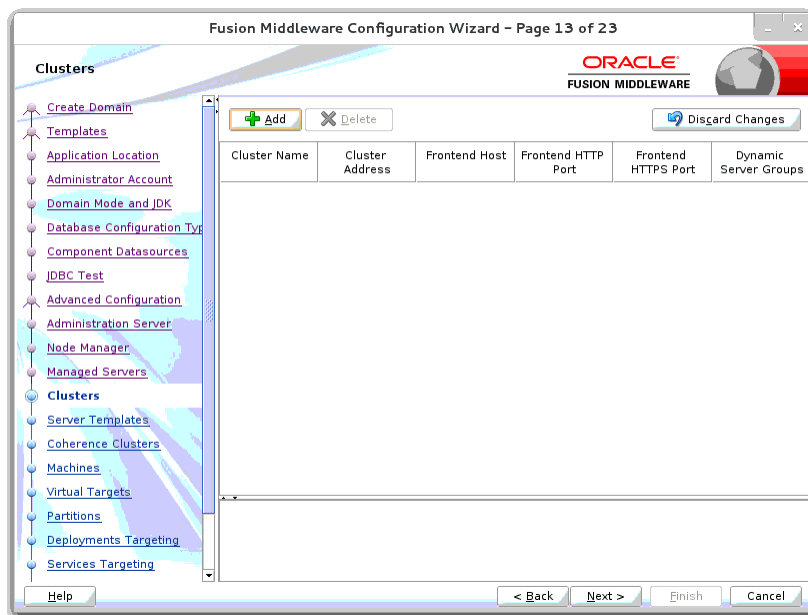 Fusion Middleware Configuration Wizard – Page 13 of 23
Clusters
ORACLE
FUSION MIDDLEWARE
Create Domain
Templates
Application Location
Administrator Account
Domain Mode and JDK
Database Configuration Typ
Component Datasources
JDBC Test
Advanced Configuration
Administration Server
Node Manager
Managed Servers
Clusters
Server Templates
Coherence Clusters
Machines
Virtual Targets
Partitions
Deployments Targeting
Services Targeting
Add
Delete
Discard Changes
Cluster Name
Cluster
Address
Frontend Host
Frontend HTTP
Port
Frontend
HTTPS Port
Dynamic
Server Groups
Help
< Back
Next >
Finish
Cancel